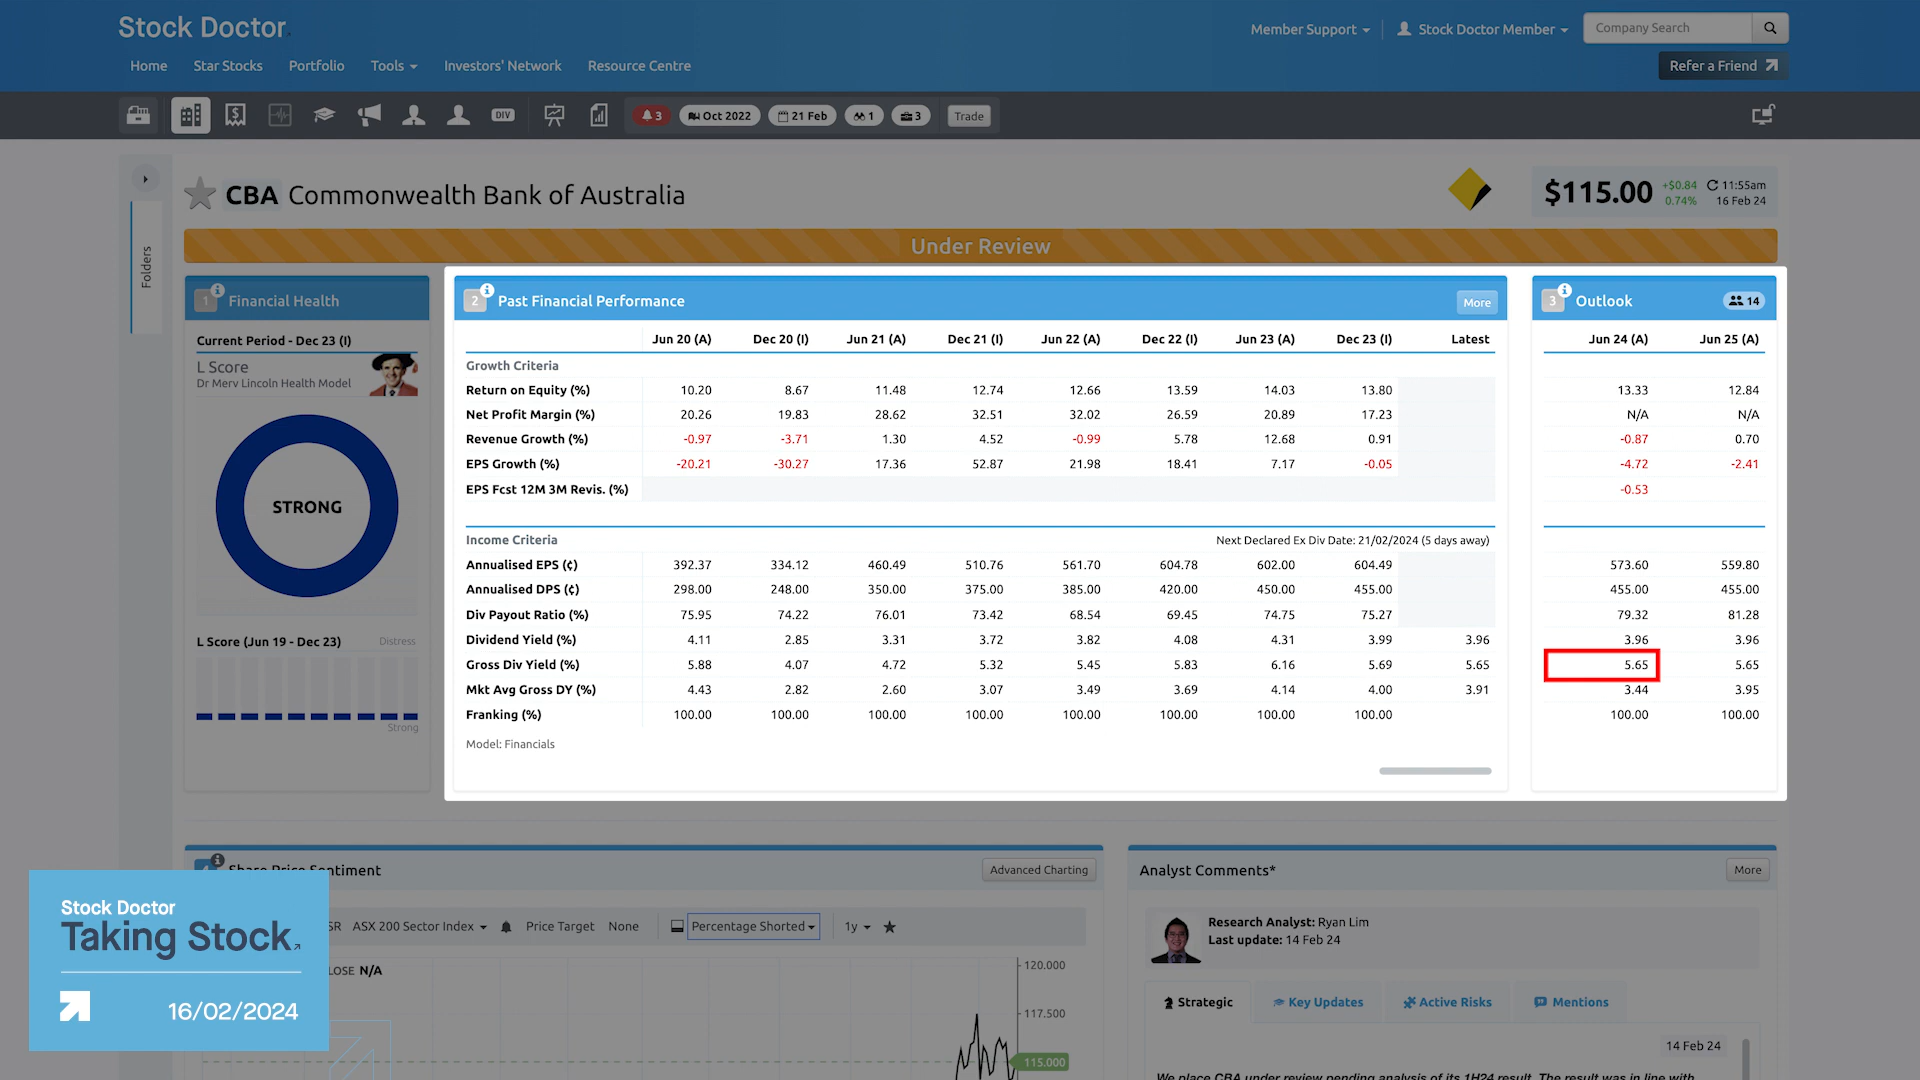 Stock Doctor
Member Support
Stock Doctor Member
Company Search
Home
Star Stocks
Portfolio
Tools
Investors' Network
Resource Centre
Refer a Friend
DIV
3
Oct 2022
21 Feb
1
3
Trade
Folders
CBA Commonwealth Bank of Australia
$115.00
+$0.84
0.74%
11:55am
16 Feb 24
Under Review
1 Financial Health
Current Period - Dec 23 (I)
L Score
Dr Merv Lincoln Health Model
STRONG
L Score (Jun 19 - Dec 23)
Distress
Strong
2 Past Financial Performance
More
Jun 20 (A) Dec 20 (I) Jun 21 (A) Dec 21 (I) Jun 22 (A) Dec 22 (I) Jun 23 (A) Dec 23 (I) Latest
Growth Criteria
Return on Equity (%) 10.20 8.67 11.48 12.74 12.66 13.59 14.03 13.80
Net Profit Margin (%) 20.26 19.83 28.62 32.51 32.02 26.59 20.89 17.23
Revenue Growth (%) -0.97 -3.71 1.30 4.52 -0.99 5.78 12.68 0.91
EPS Growth (%) -20.21 -30.27 17.36 52.87 21.98 18.41 7.17 -0.05
EPS Fcst 12M 3M Revis. (%)
Income Criteria
Next Declared Ex Div Date: 21/02/2024 (5 days away)
Annualised EPS (¢) 392.37 334.12 460.49 510.76 561.70 604.78 602.00 604.49
Annualised DPS (¢) 298.00 248.00 350.00 375.00 385.00 420.00 450.00 455.00
Div Payout Ratio (%) 75.95 74.22 76.01 73.42 68.54 69.45 74.75 75.27
Dividend Yield (%) 4.11 2.85 3.31 3.72 3.82 4.08 4.31 3.99 3.96
Gross Div Yield (%) 5.88 4.07 4.72 5.32 5.45 5.83 6.16 5.69 5.65
Mkt Avg Gross DY (%) 4.43 2.82 2.60 3.07 3.49 3.69 4.14 4.00 3.91
Franking (%) 100.00 100.00 100.00 100.00 100.00 100.00 100.00 100.00
Model: Financials
3 Outlook
14
Jun 24 (A) Jun 25 (A)
13.33 12.84
N/A N/A
-0.87 0.70
-4.72 -2.41
-0.53
573.60 559.80
455.00 455.00
79.32 81.28
3.96 3.96
5.65 5.65
3.44 3.95
100.00 100.00
Share Price Sentiment
Advanced Charting
SR
ASX 200 Sector Index
Price Target
None
Percentage Shorted
1y
LOSE N/A
120.000
117.500
115.000
Analyst Comments*
More
Research Analyst: Ryan Lim
Last update: 14 Feb 24
Strategic
Key Updates
Active Risks
Mentions
14 Feb 24
We place CBA under review pending analysis of its 1H24 result. The result was in line with
Stock Doctor
Taking Stock.
16/02/2024